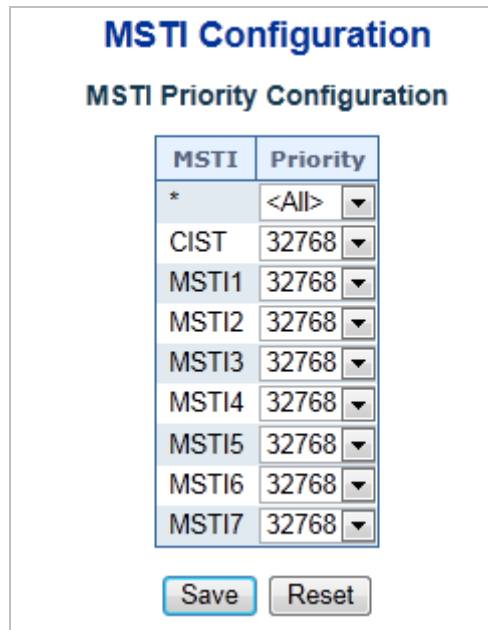 MSTI Configuration
MSTI Priority Configuration
MSTI Priority
* <All>
CIST 32768
MSTI1 32768
MSTI2 32768
MSTI3 32768
MSTI4 32768
MSTI5 32768
MSTI6 32768
MSTI7 32768
Save Reset